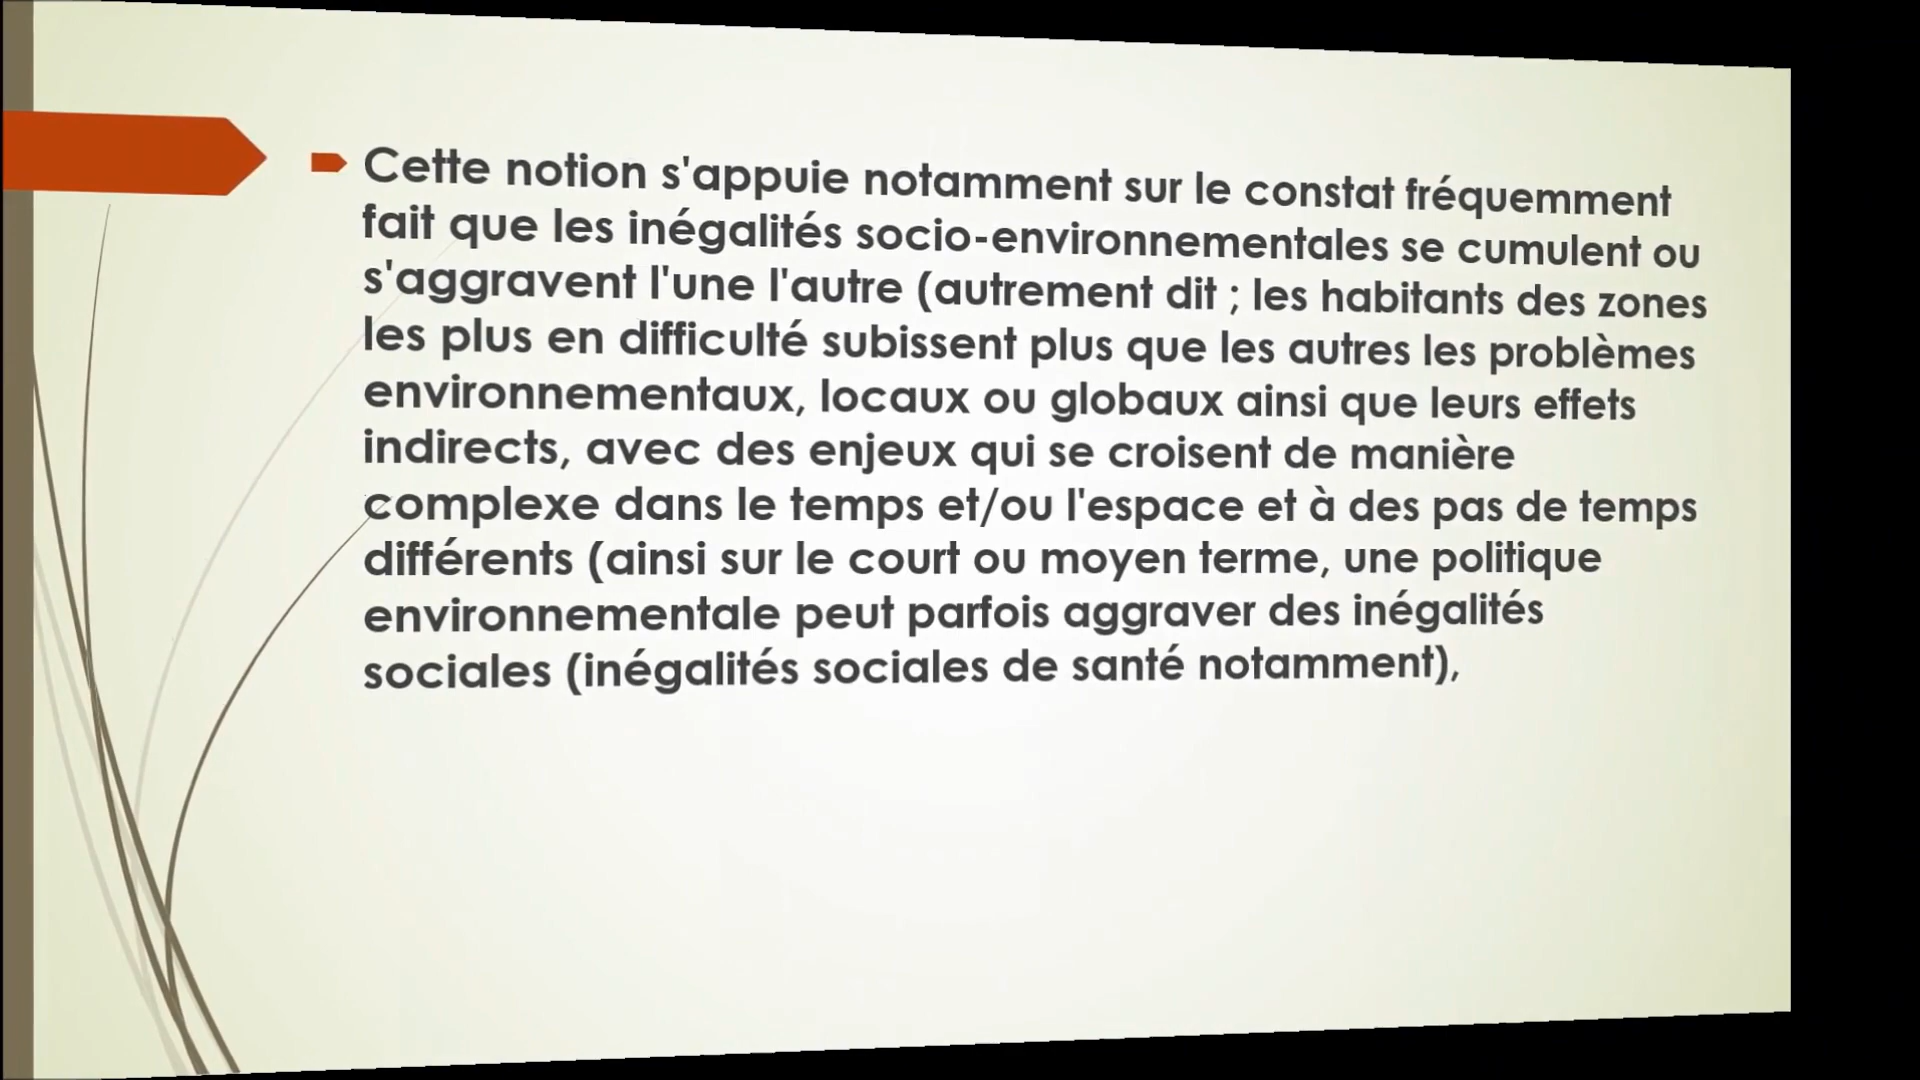 Cette notion s'appuie notamment sur le constat fréquemment
fait que les inégalités socio-environnementales se cumulent ou
s'aggravent l'une l'autre (autrement dit ; les habitants des zones
les plus en difficulté subissent plus que les autres les problèmes
environnementaux, locaux ou globaux ainsi que leurs effets
indirects, avec des enjeux qui se croisent de manière
complexe dans le temps et/ou l'espace et à des pas de temps
différents (ainsi sur le court ou moyen terme, une politique
environnementale peut parfois aggraver des inégalités
sociales (inégalités sociales de santé notamment),